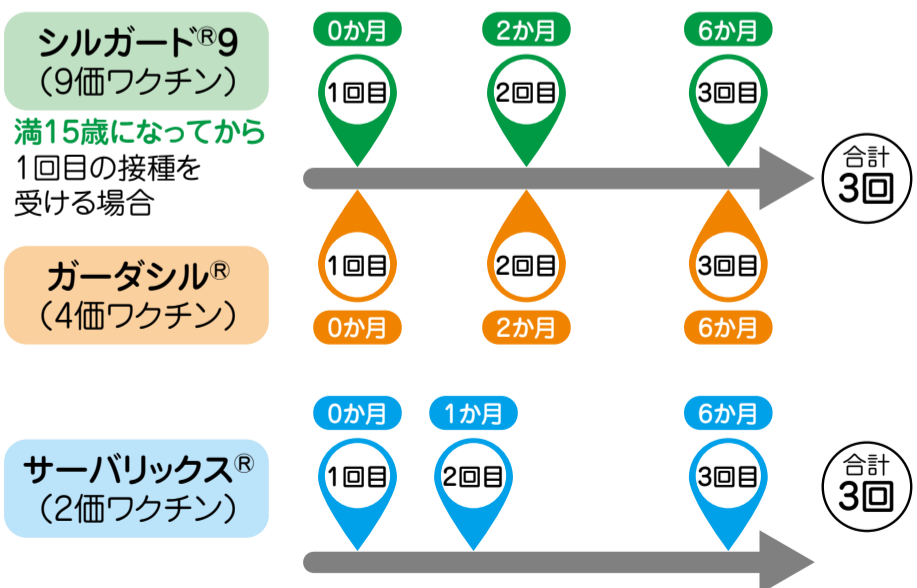 シルガード®9
（9価ワクチン）
満15歳になってから
1回目の接種を
受ける場合
0か月
2か月
6か月
1回目
2回目
3回目
合計
3回
ガーダシル®
（4価ワクチン）
1回目
2回目
3回目
0か月
2か月
6か月
サーバリックス®
（2価ワクチン）
0か月
1か月
6か月
1回目
2回目
3回目
合計
3回